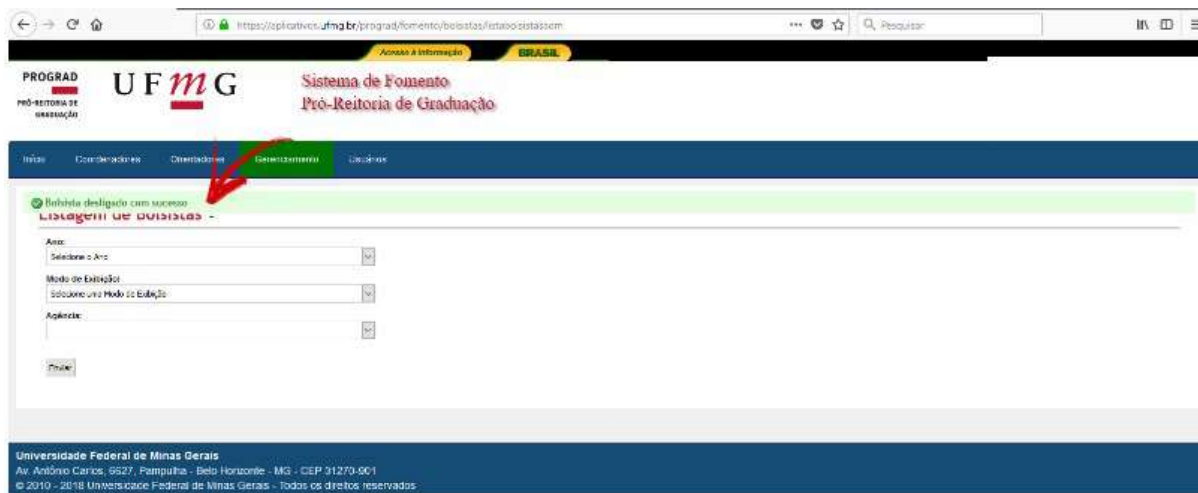 https://aplicativos.ufmg.br/prograd/fomento/bolsistas/listabolsistassem
Pesquisar
Acesso à Informação BRASIL
PROGRAD
PRÓ-REITORIA DE
GRADUAÇÃO
UFMG
Sistema de Fomento
Pró-Reitoria de Graduação
Início Coordenadores Orientadores Gerenciamento Usuários
Bolsista desligado com sucesso
Listagem de Bolsistas -
Ano:
Selecione o Ano
Modo de Exibição:
Selecione uma Modo de Exibição
Agência:
Enviar
Universidade Federal de Minas Gerais
Av. Antônio Carlos, 6627, Pampulha - Belo Horizonte - MG - CEP 31270-901
© 2010 - 2018 Universidade Federal de Minas Gerais - Todos os direitos reservados